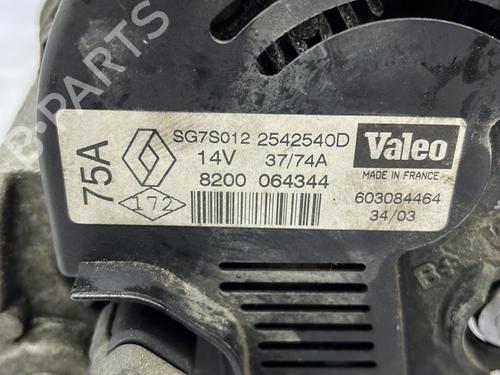 B-PARTS
75A
SG7S012 2542540D
14V 37/74A
8200 064344
172
Valeo
MADE IN FRANCE
603084464
34/03
B+